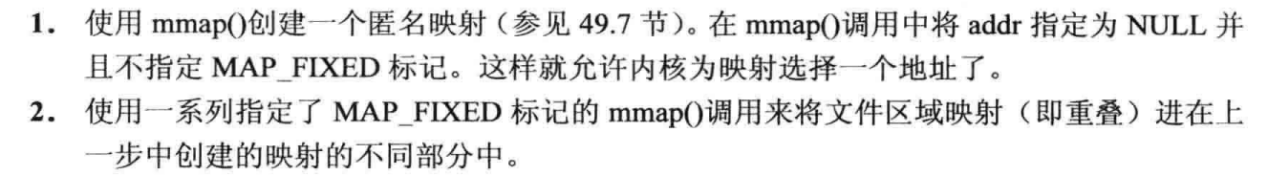 1. 使用 mmap()创建一个匿名映射（参见 49.7 节）。在 mmap()调用中将 addr 指定为 NULL 并
且不指定 MAP_FIXED 标记。这样就允许内核为映射选择一个地址了。
2. 使用一系列指定了 MAP_FIXED 标记的 mmap()调用来将文件区域映射（即重叠）进在上
一步中创建的映射的不同部分中。